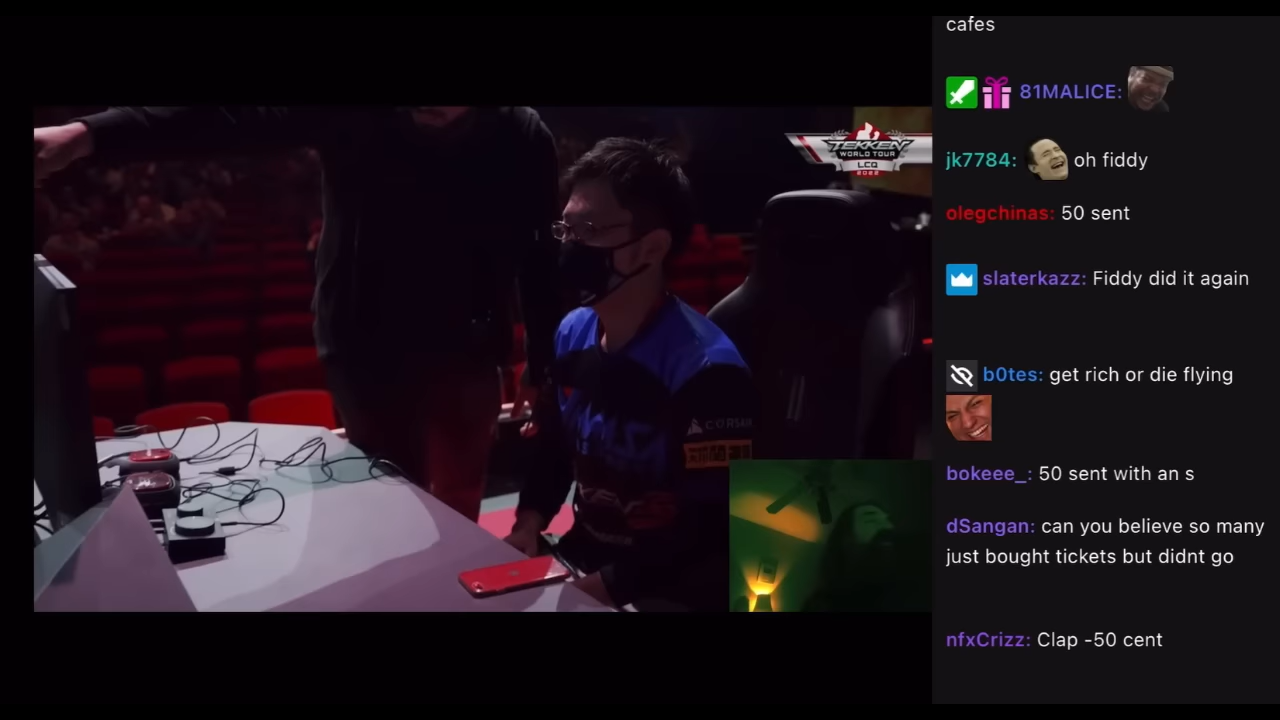 TEKKEN
WORLD TOUR
LCQ
2022
CORSAIR
cafes
81MALICE:
jk7784: oh fiddy
olegchinas: 50 sent
slaterkazz: Fiddy did it again
b0tes: get rich or die flying
bokeee_: 50 sent with an s
dSangan: can you believe so many
just bought tickets but didnt go
nfxCrizz: Clap -50 cent